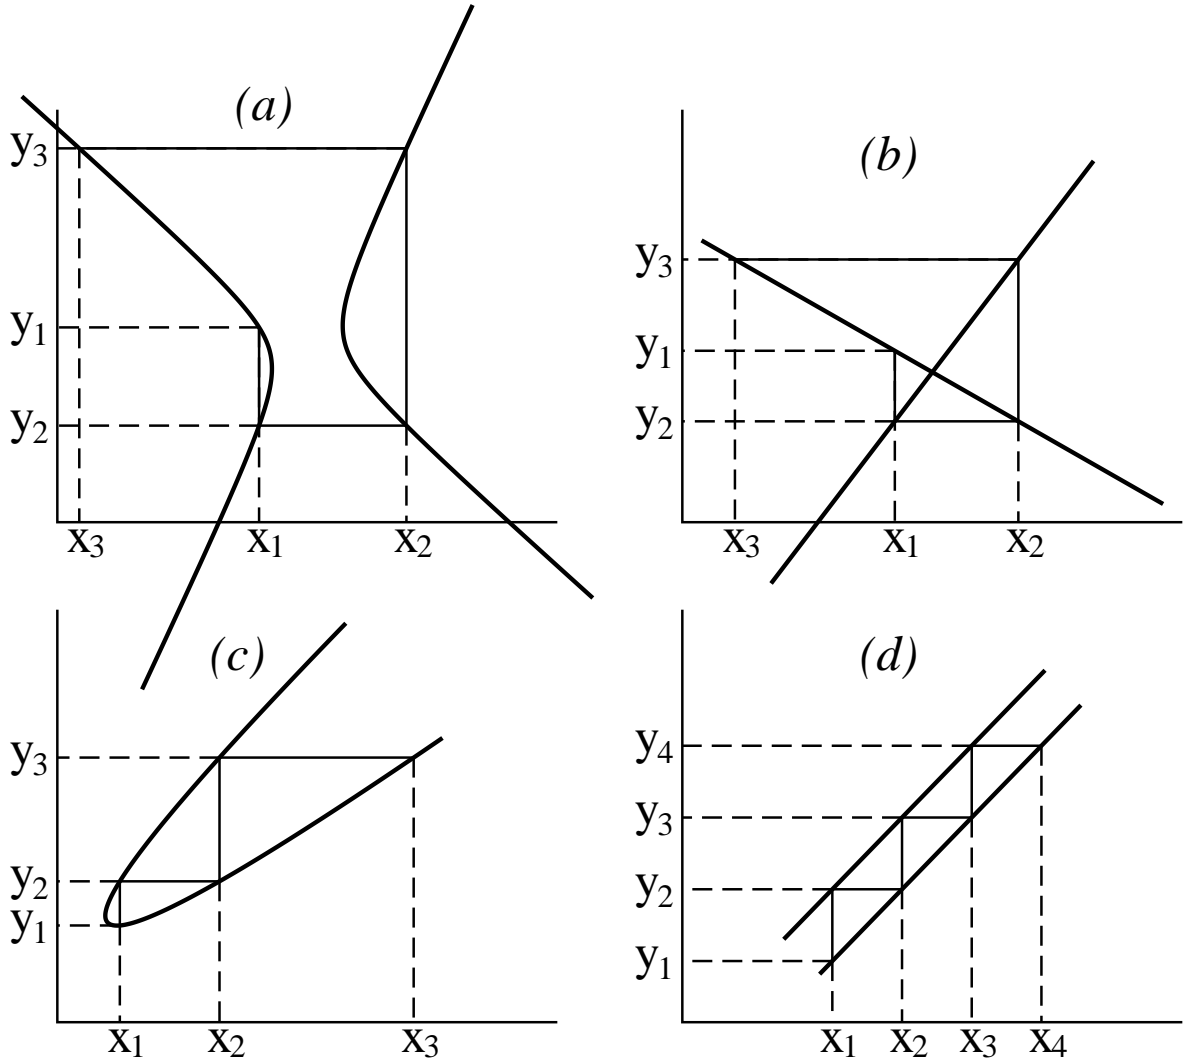 (a)
y3
y1
y2
x3 x1 x2
(b)
y3
y1
y2
x3 x1 x2
(c)
y3
y2
y1
x1 x2 x3
(d)
y4
y3
y2
y1
x1 x2 x3 x4